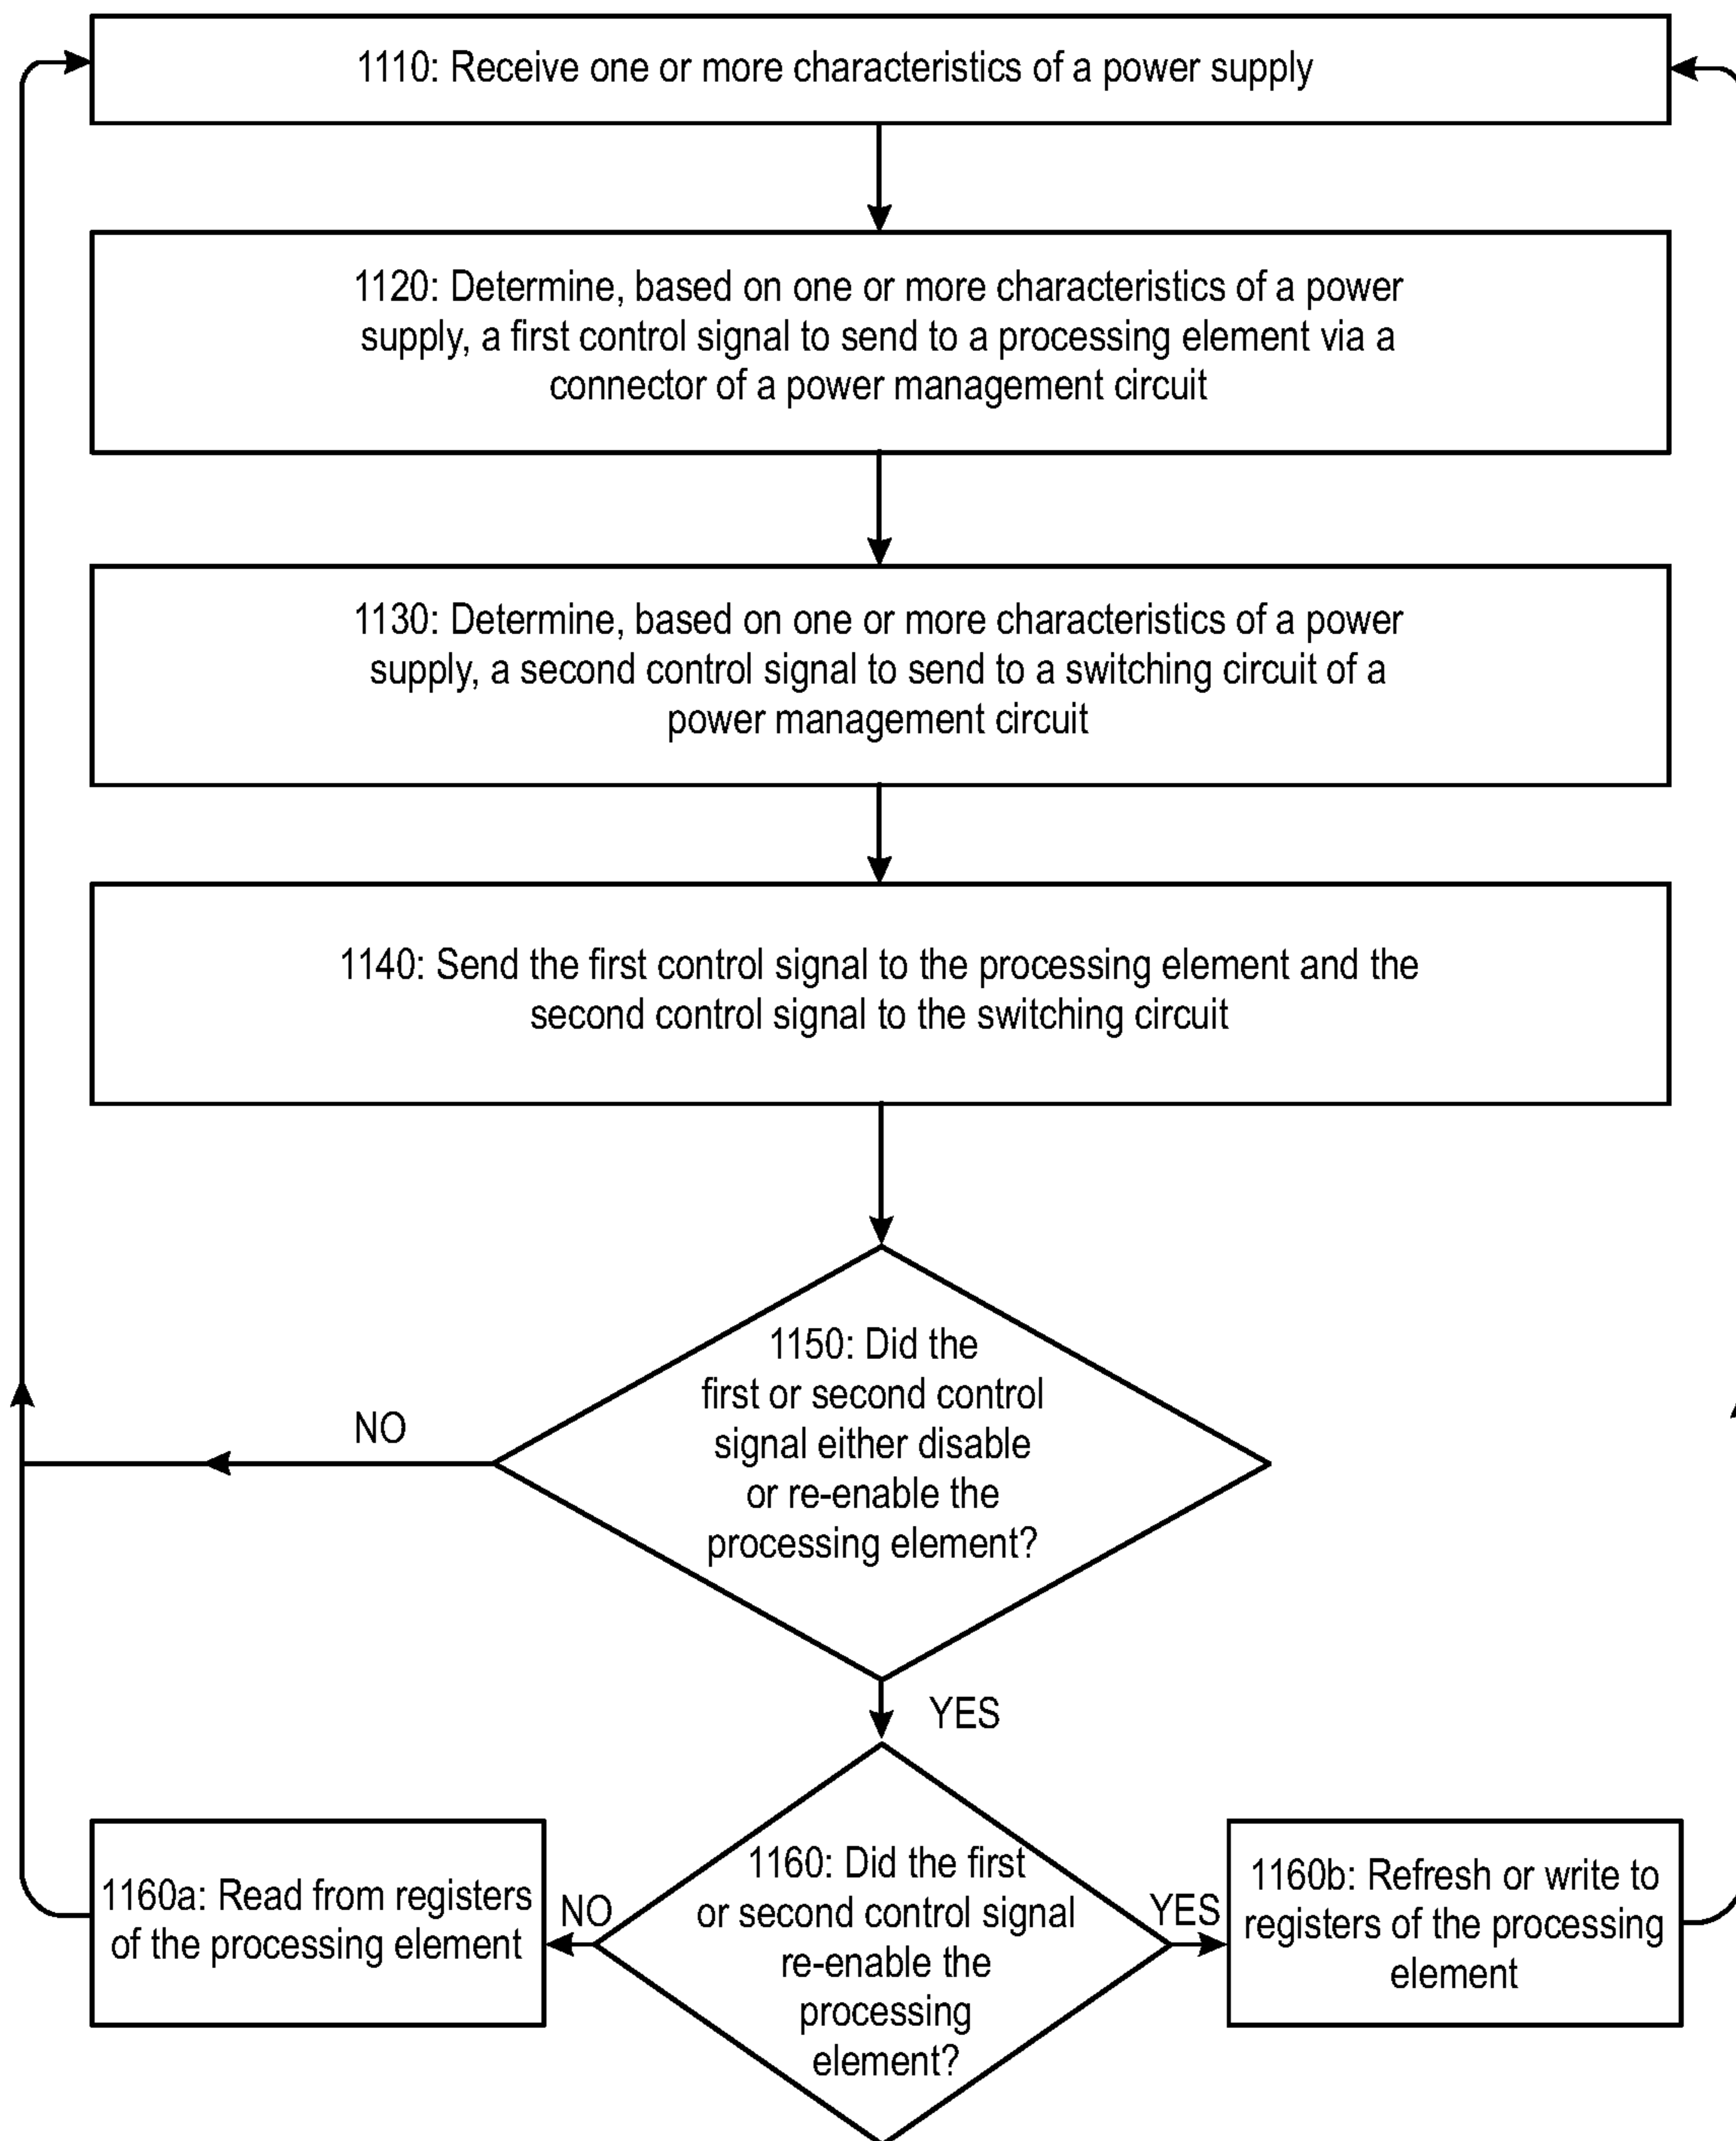 1110: Receive one or more characteristics of a power supply
1120: Determine, based on one or more characteristics of a power
supply, a first control signal to send to a processing element via a
connector of a power management circuit
1130: Determine, based on one or more characteristics of a power
supply, a second control signal to send to a switching circuit of a
power management circuit
1140: Send the first control signal to the processing element and the
second control signal to the switching circuit
1150: Did the
first or second control
signal either disable
or re-enable the
processing element?
NO
YES
1160a: Read from registers
of the processing element
NO
1160: Did the first
or second control signal
re-enable the
processing
element?
YES
1160b: Refresh or write to
registers of the processing
element